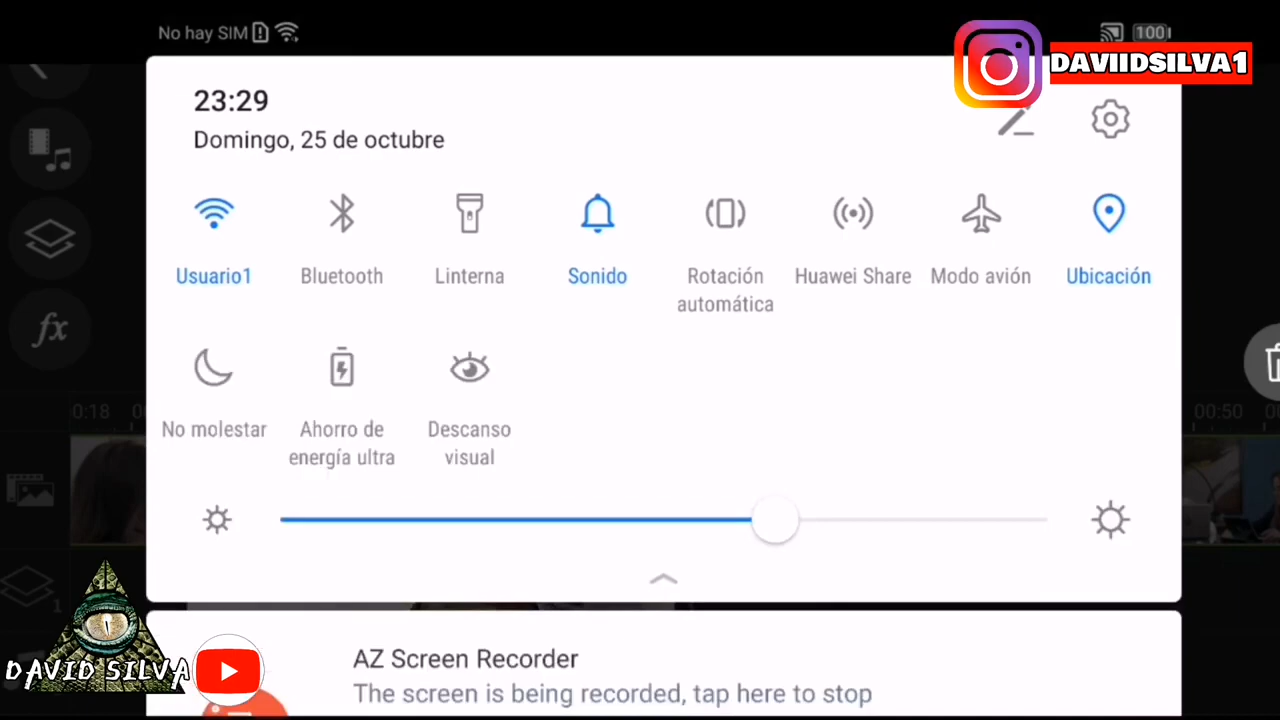 No hay SIM
100
DAVIIDSILVA1
23:29
Domingo, 25 de octubre
Usuario1
Bluetooth
Linterna
Sonido
Rotación
automática
Huawei Share
Modo avión
Ubicación
fx
No molestar
Ahorro de
energía ultra
Descanso
visual
0:18
00:50
1
DAVID SILVA
AZ Screen Recorder
The screen is being recorded, tap here to stop